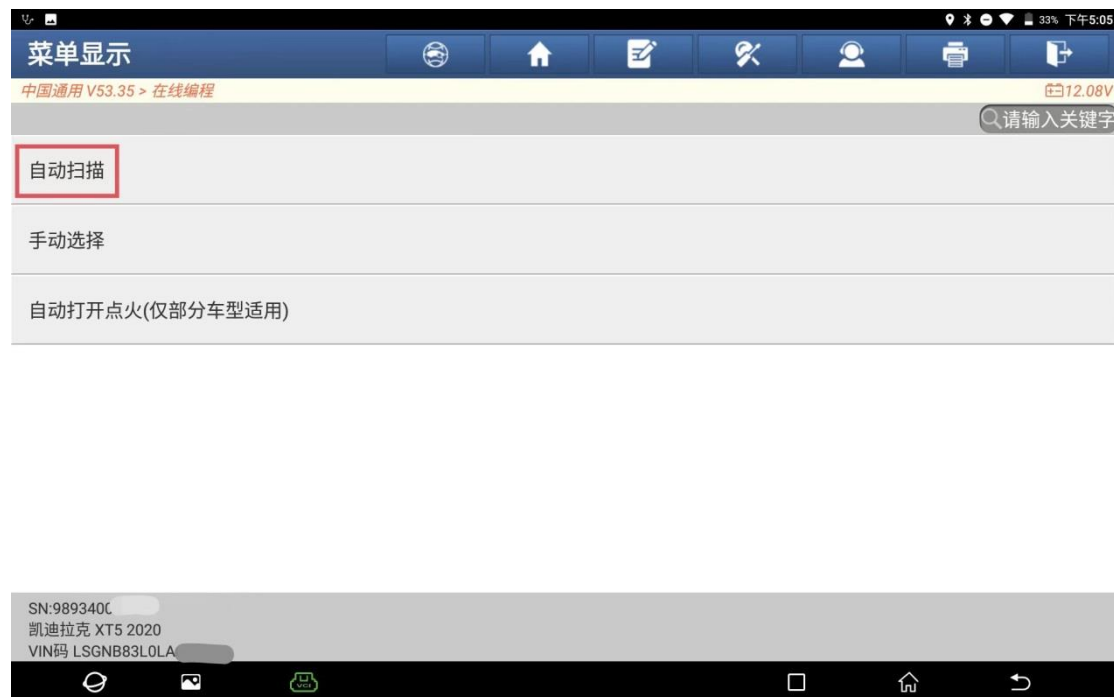 33% 下午5:05
菜单显示
中国通用 V53.35 > 在线编程
12.08V
请输入关键字
自动扫描
手动选择
自动打开点火(仅部分车型适用)
SN:9893400
凯迪拉克 XT5 2020
VIN码 LSGNB83L0LA
VCI